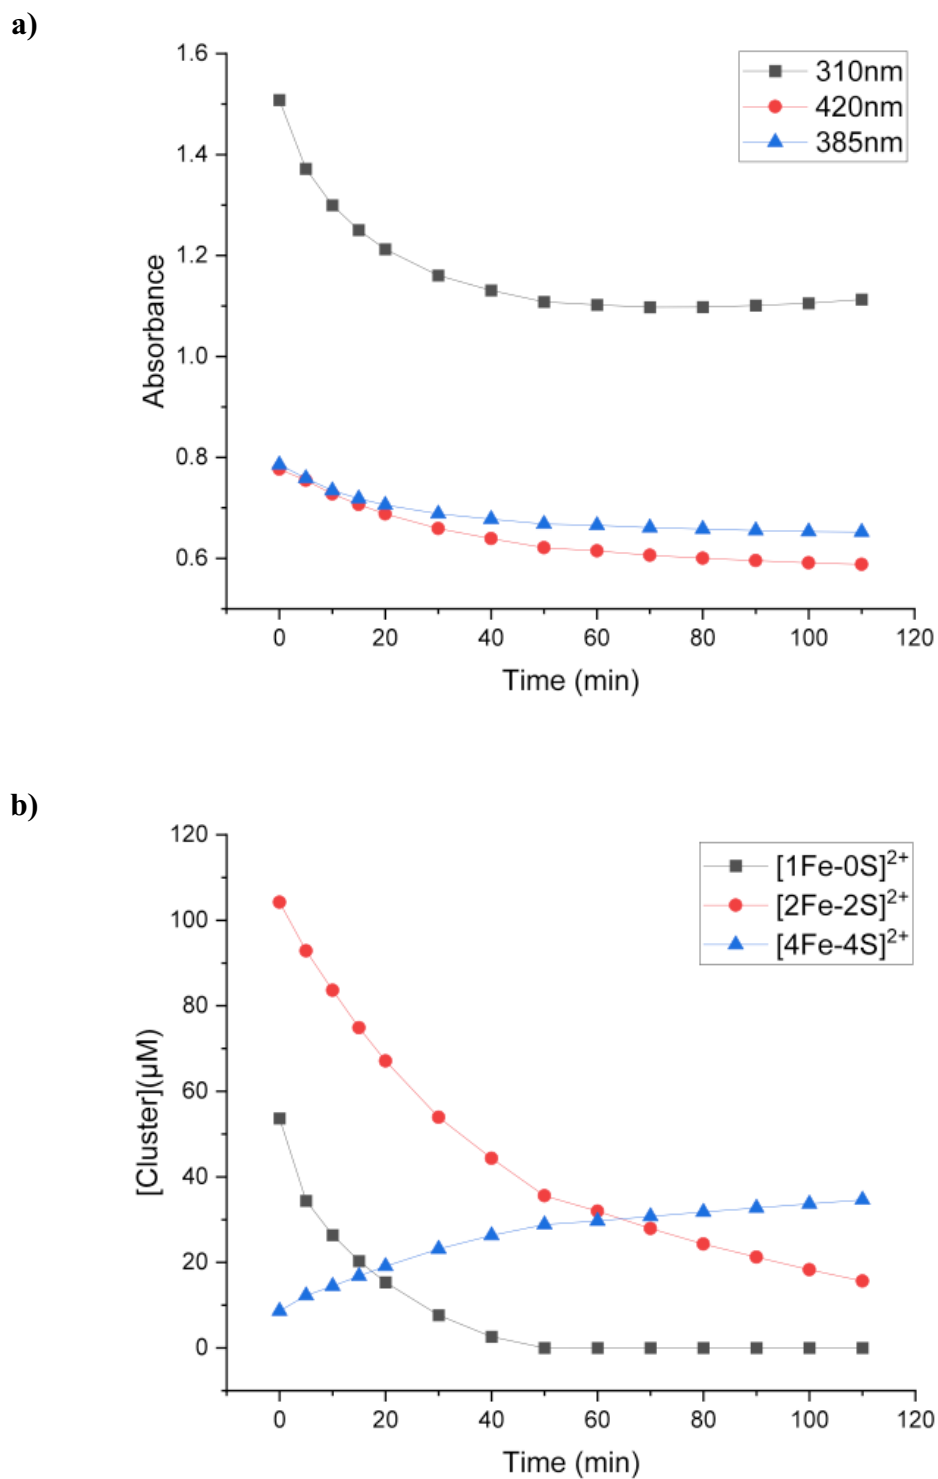 a)
1.6
1.4
1.2
1.0
0.8
0.6
Absorbance
310nm
420nm
385nm
0 20 40 60 80 100 120
Time (min)
b)
120
100
80
60
40
20
0
[Cluster](μM)
[1Fe-0S]²⁺
[2Fe-2S]²⁺
[4Fe-4S]²⁺
0 20 40 60 80 100 120
Time (min)